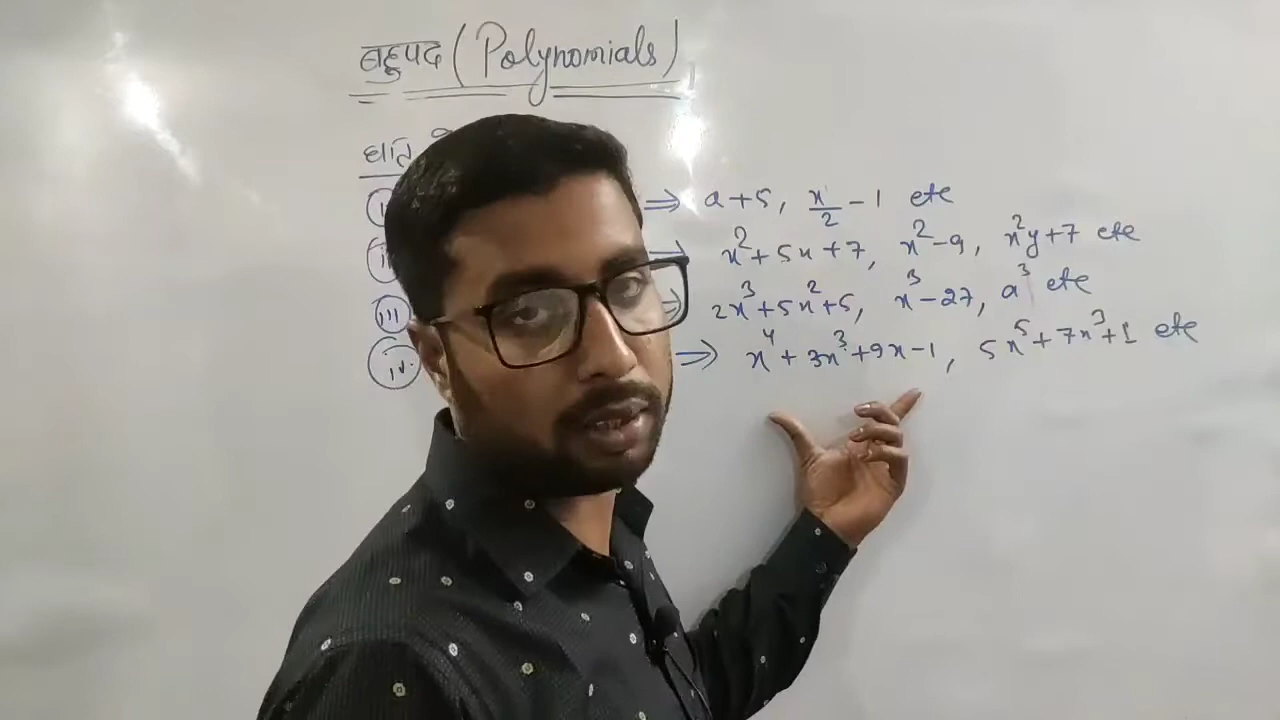 बहुपद (Polynomials)
घात
(i) ⇒ a+5, x/2 - 1 etc
(ii) → x²+5x+7, x²-9, x²y+7 etc
(iii) ⇒ 2x³+5x²+5, x³-27, a³ etc
(iv) ⇒ x⁴+3x³+9x-1, 5x⁵+7x³+1 etc